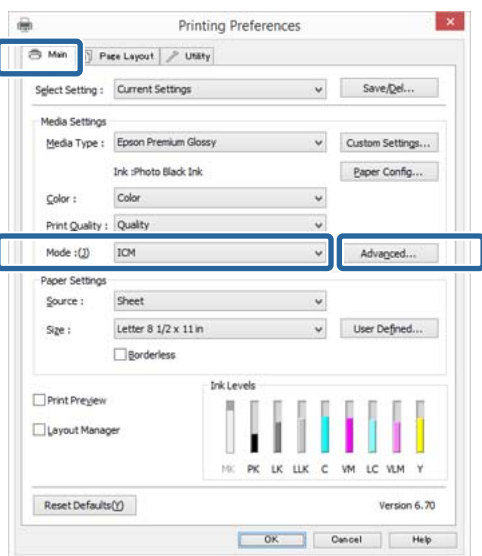 Printing Preferences
Main Page Layout Utility
Select Setting : Current Settings Save/Del...
Media Settings
Media Type : Epson Premium Glossy Custom Settings...
Ink :Photo Black Ink Paper Config...
Color : Color
Print Quality : Quality
Mode :(J) ICM Advanced...
Paper Settings
Source : Sheet
Size : Letter 8 1/2 x 11 in User Defined...
Borderless
Ink Levels
Print Preview
Layout Manager
MK PK LK LLK C VM LC VLM Y
Reset Defaults(Y) Version 6.70
OK Cancel Help